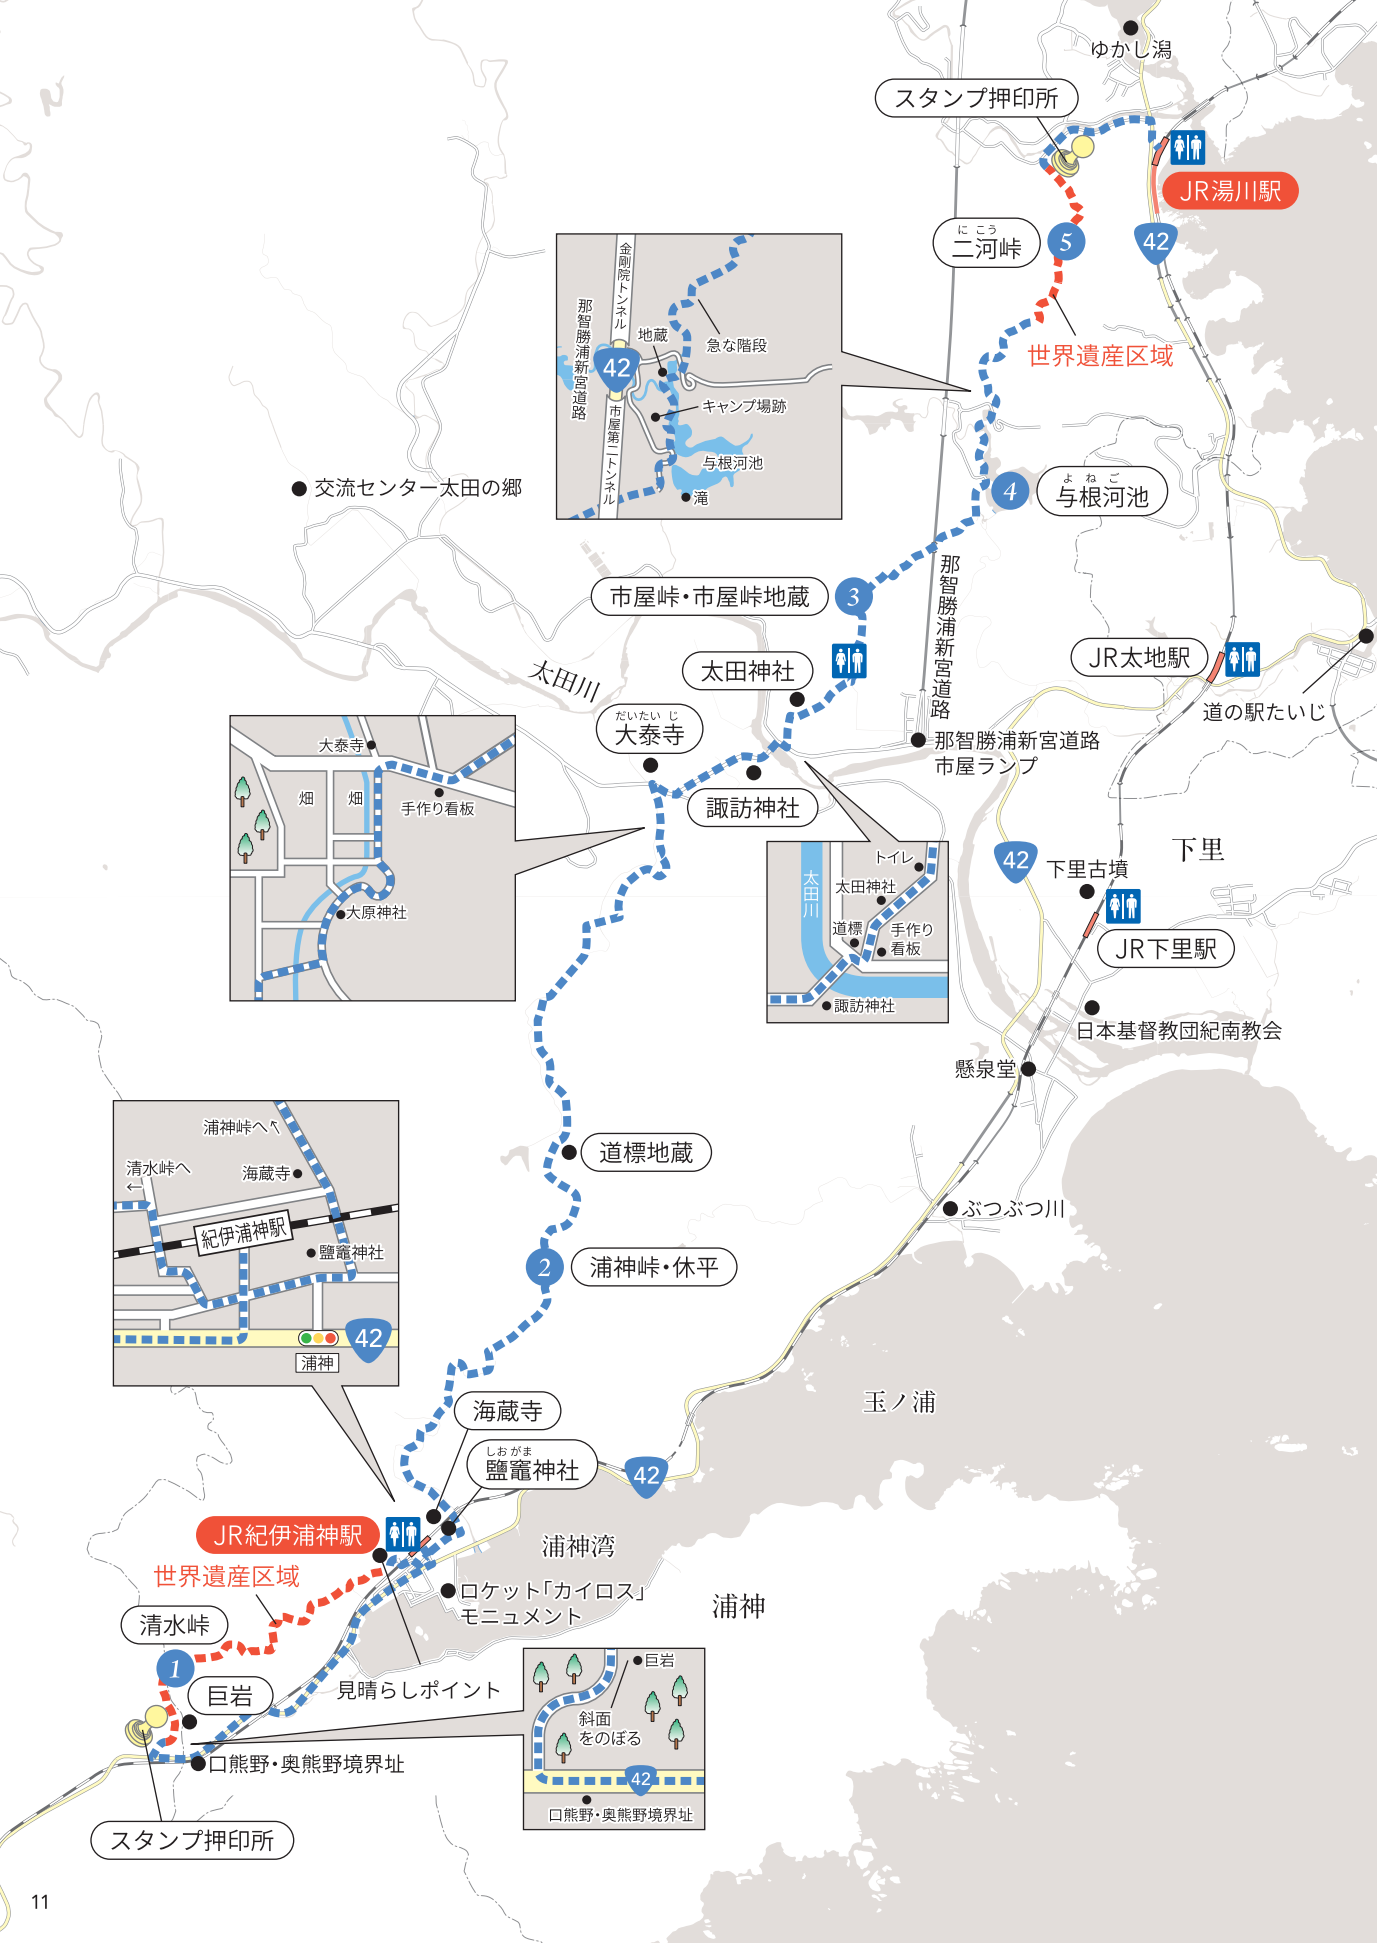 ゆかし潟
スタンプ押印所
JR湯川駅
にこう
二河峠
5
42
世界遺産区域
金剛院トンネル
那智勝浦新宮道路
地蔵
急な階段
42
キャンプ場跡
市屋第二トンネル
与根河池
滝
交流センター太田の郷
4
よねご
与根河池
那智勝浦新宮道路
市屋峠・市屋峠地蔵
3
太田川
太田神社
JR太地駅
道の駅たいじ
だいたいじ
大泰寺
那智勝浦新宮道路
市屋ランプ
諏訪神社
大泰寺
畑
畑
手作り看板
大原神社
トイレ
太田川
太田神社
道標
手作り
看板
諏訪神社
42
下里
下里古墳
JR下里駅
日本基督教団紀南教会
懸泉堂
道標地蔵
ぶつぶつ川
浦神峠へ↖
清水峠へ
←
海蔵寺
紀伊浦神駅
鹽竈神社
42
浦神
2
浦神峠・休平
玉ノ浦
海蔵寺
しおがま
鹽竈神社
42
JR紀伊浦神駅
浦神湾
世界遺産区域
ロケット「カイロス」
モニュメント
浦神
清水峠
1
巨岩
見晴らしポイント
巨岩
斜面
をのぼる
42
口熊野・奥熊野境界址
口熊野・奥熊野境界址
スタンプ押印所
11